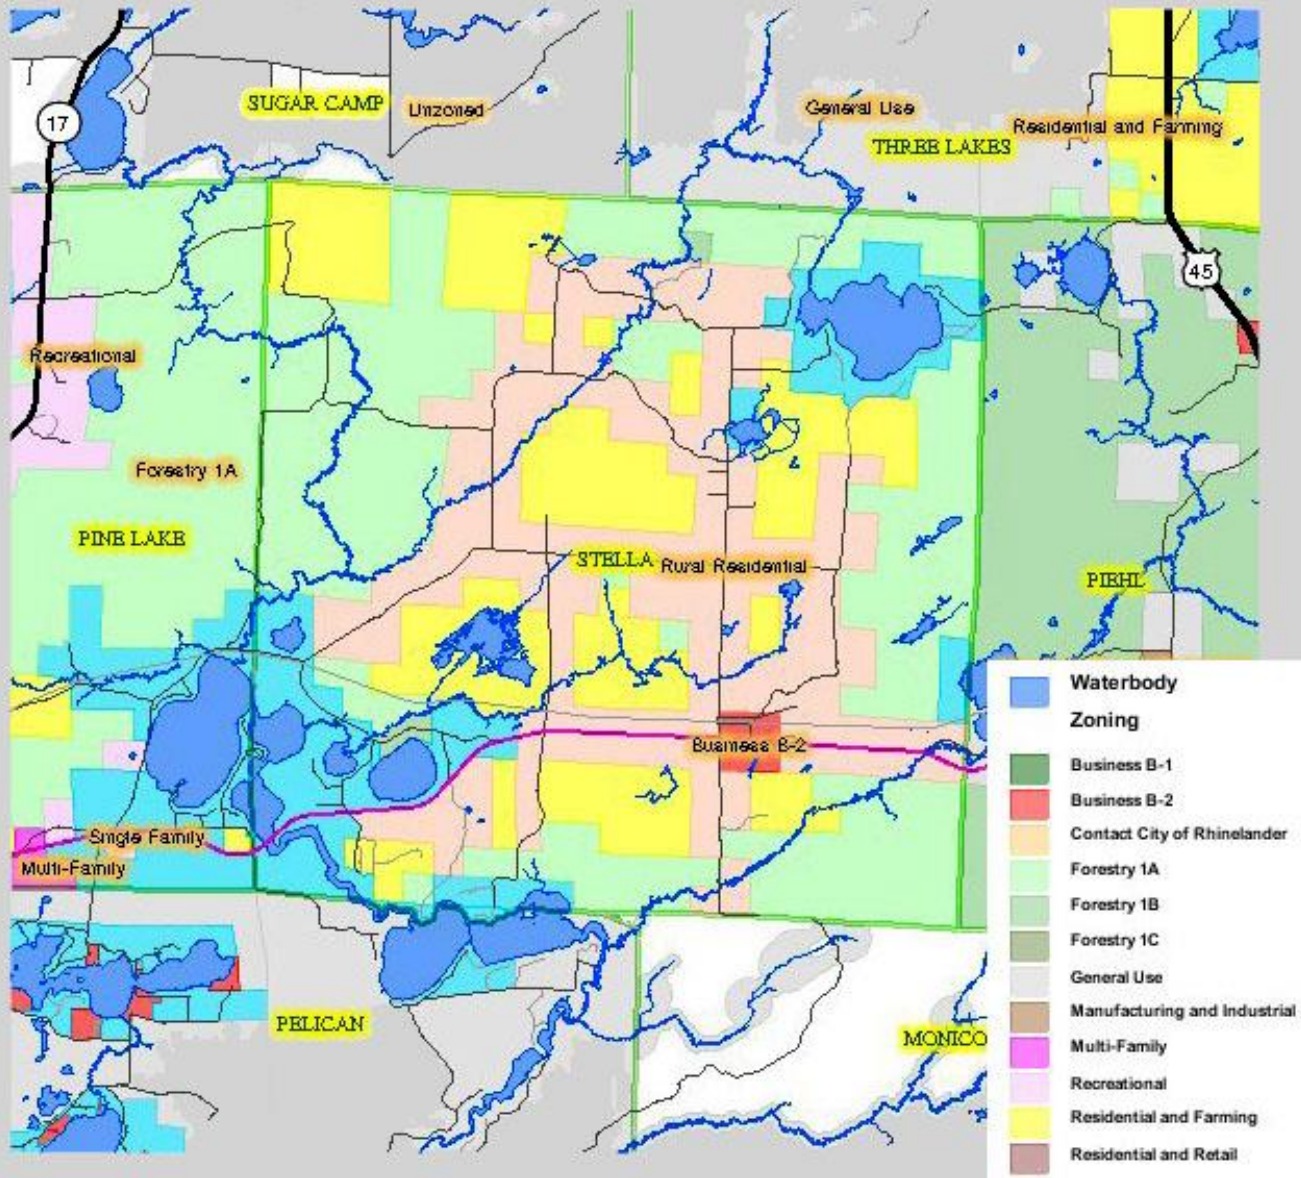 SUGAR CAMP
Unzoned
General Use
17
THREE LAKES
Residential and Farming
45
Recreational
Forestry 1A
PINE LAKE
STELLA
Rural Residential
PIEHL
Business B-2
Single Family
Multi-Family
PELICAN
MONICO
Waterbody
Zoning
Business B-1
Business B-2
Contact City of Rhinelander
Forestry 1A
Forestry 1B
Forestry 1C
General Use
Manufacturing and Industrial
Multi-Family
Recreational
Residential and Farming
Residential and Retail